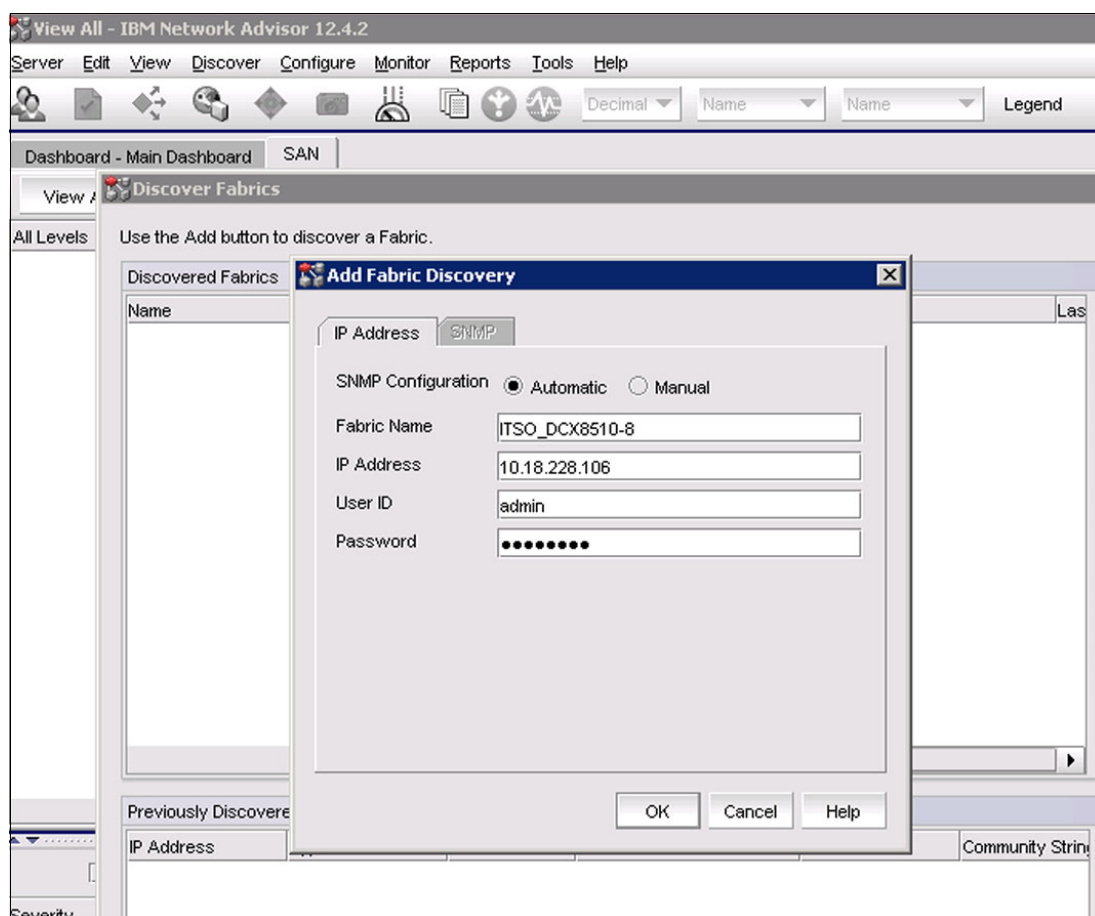 View All - IBM Network Advisor 12.4.2
Server Edit View Discover Configure Monitor Reports Tools Help
Decimal Name Name Legend
Dashboard - Main Dashboard SAN
View A
Discover Fabrics
All Levels
Use the Add button to discover a Fabric.
Discovered Fabrics
Add Fabric Discovery
Name
Las
IP Address SNMP
SNMP Configuration Automatic Manual
Fabric Name ITSO_DCX8510-8
IP Address 10.18.228.106
User ID admin
Password ●●●●●●●●
OK Cancel Help
Previously Discovere
IP Address
Community String
Severity